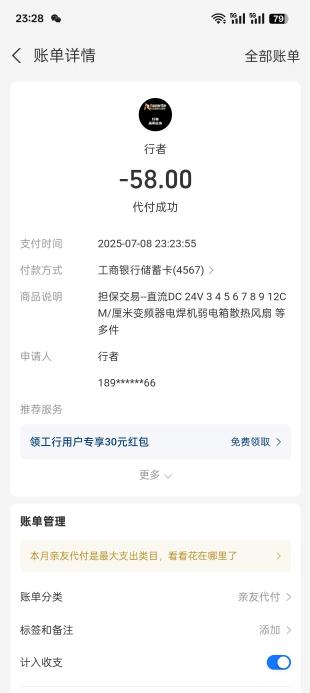 23:28
79
账单详情
全部账单
行者
-58.00
代付成功
支付时间 2025-07-08 23:23:55
付款方式 工商银行储蓄卡(4567)
商品说明 担保交易--直流DC 24V 3 4 5 6 7 8 9 12C
M/厘米变频器电焊机弱电箱散热风扇 等
多件
申请人 行者
189******66
推荐服务
领工行用户专享30元红包 免费领取
更多
账单管理
本月亲友代付是最大支出类目，看看花在哪里了
账单分类 亲友代付
标签和备注 添加
计入收支